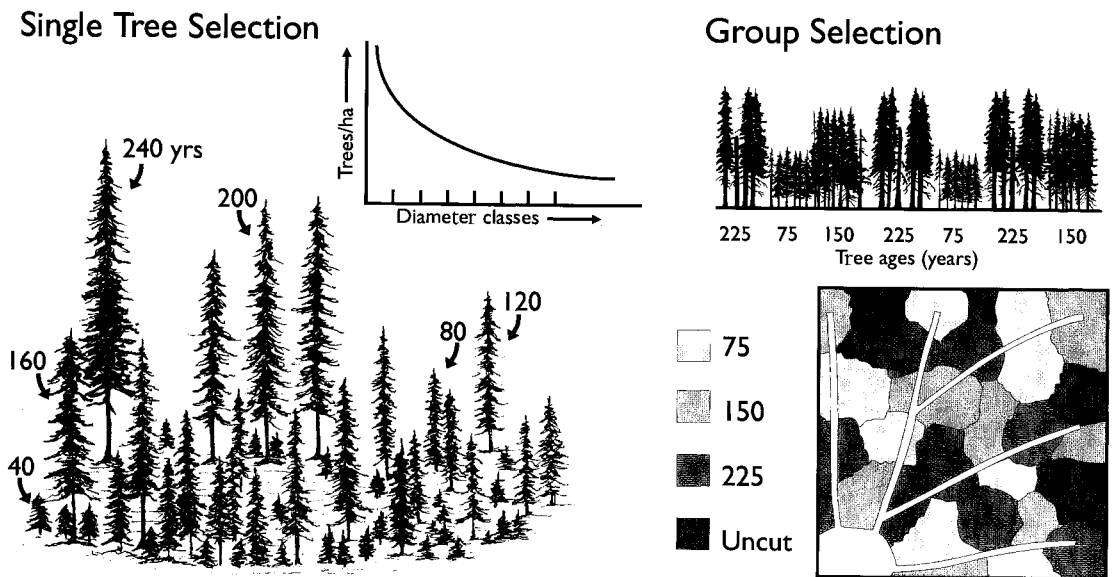 Single Tree Selection
240 yrs
200
160
40
80
120
Trees/ha
Diameter classes
Group Selection
225 75 150 225 75 225 150
Tree ages (years)
75
150
225
Uncut